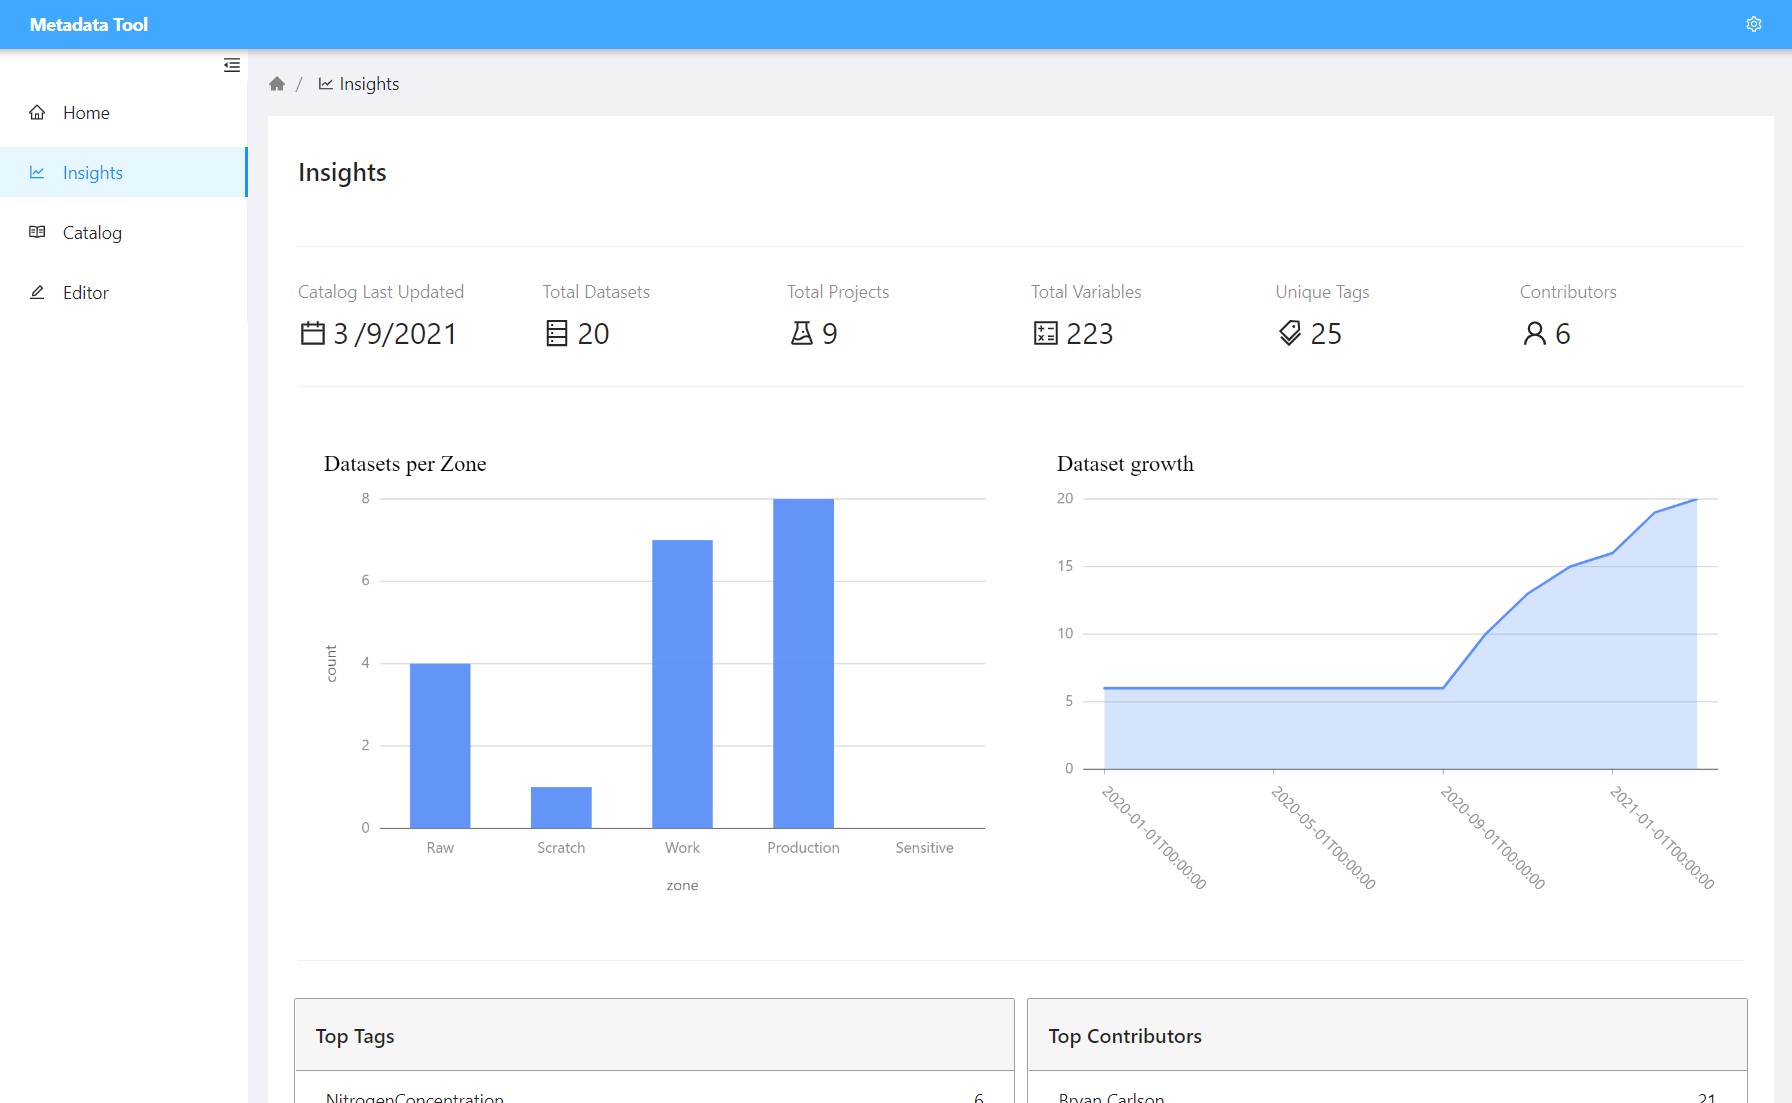 Metadata Tool
/ Insights
Home
Insights
Catalog
Editor
Insights
Catalog Last Updated
3 /9/2021
Total Datasets
20
Total Projects
9
Total Variables
223
Unique Tags
25
Contributors
6
Datasets per Zone
8
6
4
2
0
count
Raw Scratch Work Production Sensitive
zone
Dataset growth
20
15
10
5
0
2020-01-01T00:00:00
2020-05-01T00:00:00
2020-09-01T00:00:00
2021-01-01T00:00:00
Top Tags
NitrogenConcentration 6
Top Contributors
Bryan Carlson 21